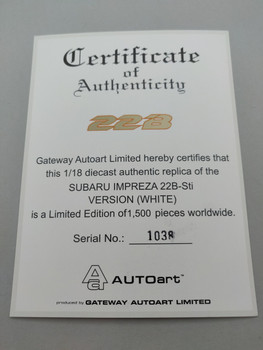 Certificate
of
Authenticity
22B
Gateway Autoart Limited hereby certifies that
this 1/18 diecast authentic replica of the
SUBARU IMPREZA 22B-Sti
VERSION (WHITE)
is a Limited Edition of1,500 pieces worldwide.
Serial No.: 1038
AUTOart
produced by GATEWAY AUTOART LIMITED